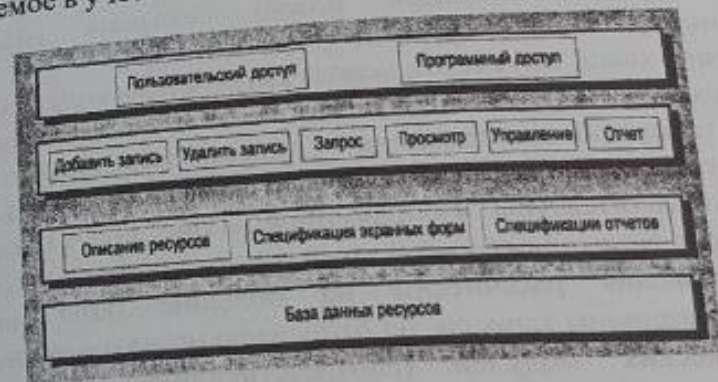 Пользовательский доступ Программный доступ
Добавить запись Удалить запись Запрос Просмотр Управление Отчет
Описание ресурсов Спецификация экранных форм Спецификации отчетов
База данных ресурсов